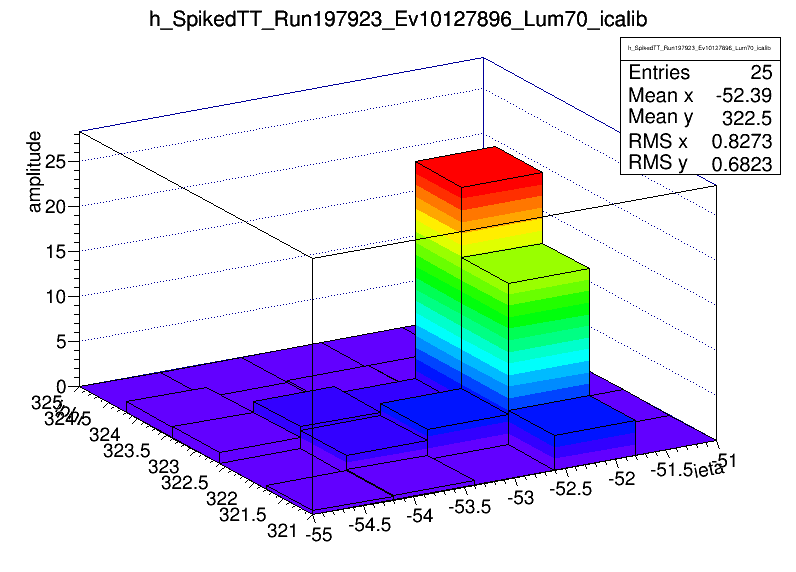 h_SpikedTT_Run197923_Ev10127896_Lum70_icalib
h_SpikedTT_Run197923_Ev10127896_Lum70_icalib
Entries 25
Mean x -52.39
Mean y 322.5
RMS x 0.8273
RMS y 0.6823
amplitude
25
20
15
10
5
0
325
324.5
324
323.5
323
322.5
322
321.5
321
-55
-54.5
-54
-53.5
-53
-52.5
-52
-51.5
-51
ieta